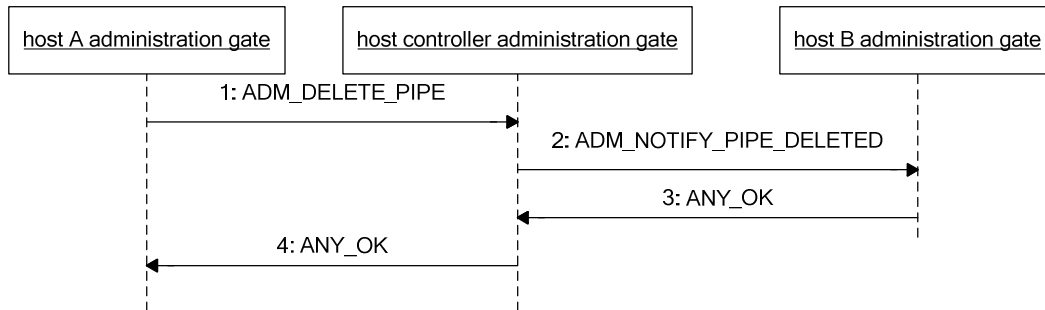 host A administration gate
host controller administration gate
host B administration gate
1: ADM_DELETE_PIPE
2: ADM_NOTIFY_PIPE_DELETED
3: ANY_OK
4: ANY_OK